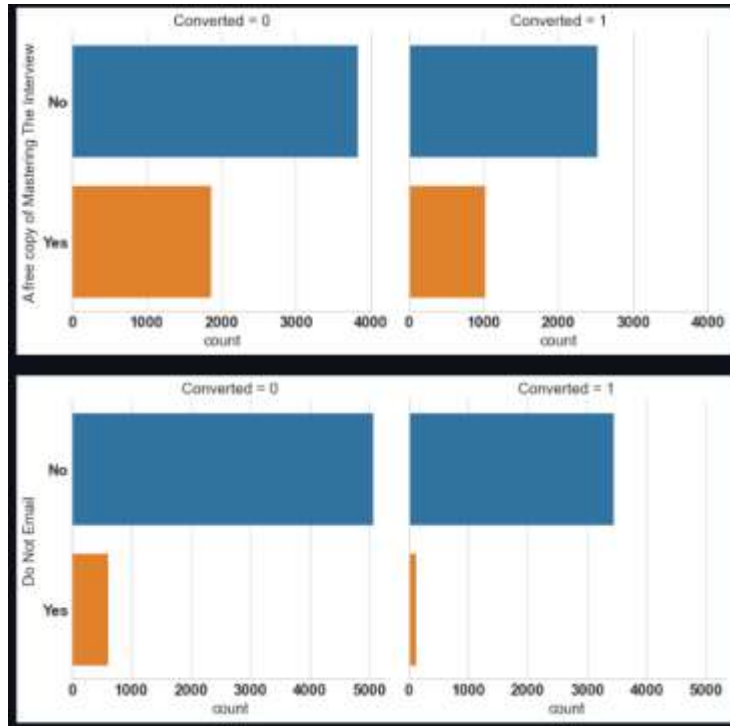 Converted = 0
Converted = 1
A free copy of Mastering The Interview
No
Yes
0 1000 2000 3000 4000
0 1000 2000 3000 4000
count
count
Converted = 0
Converted = 1
Do Not Email
No
Yes
0 1000 2000 3000 4000 5000
0 1000 2000 3000 4000 5000
count
count